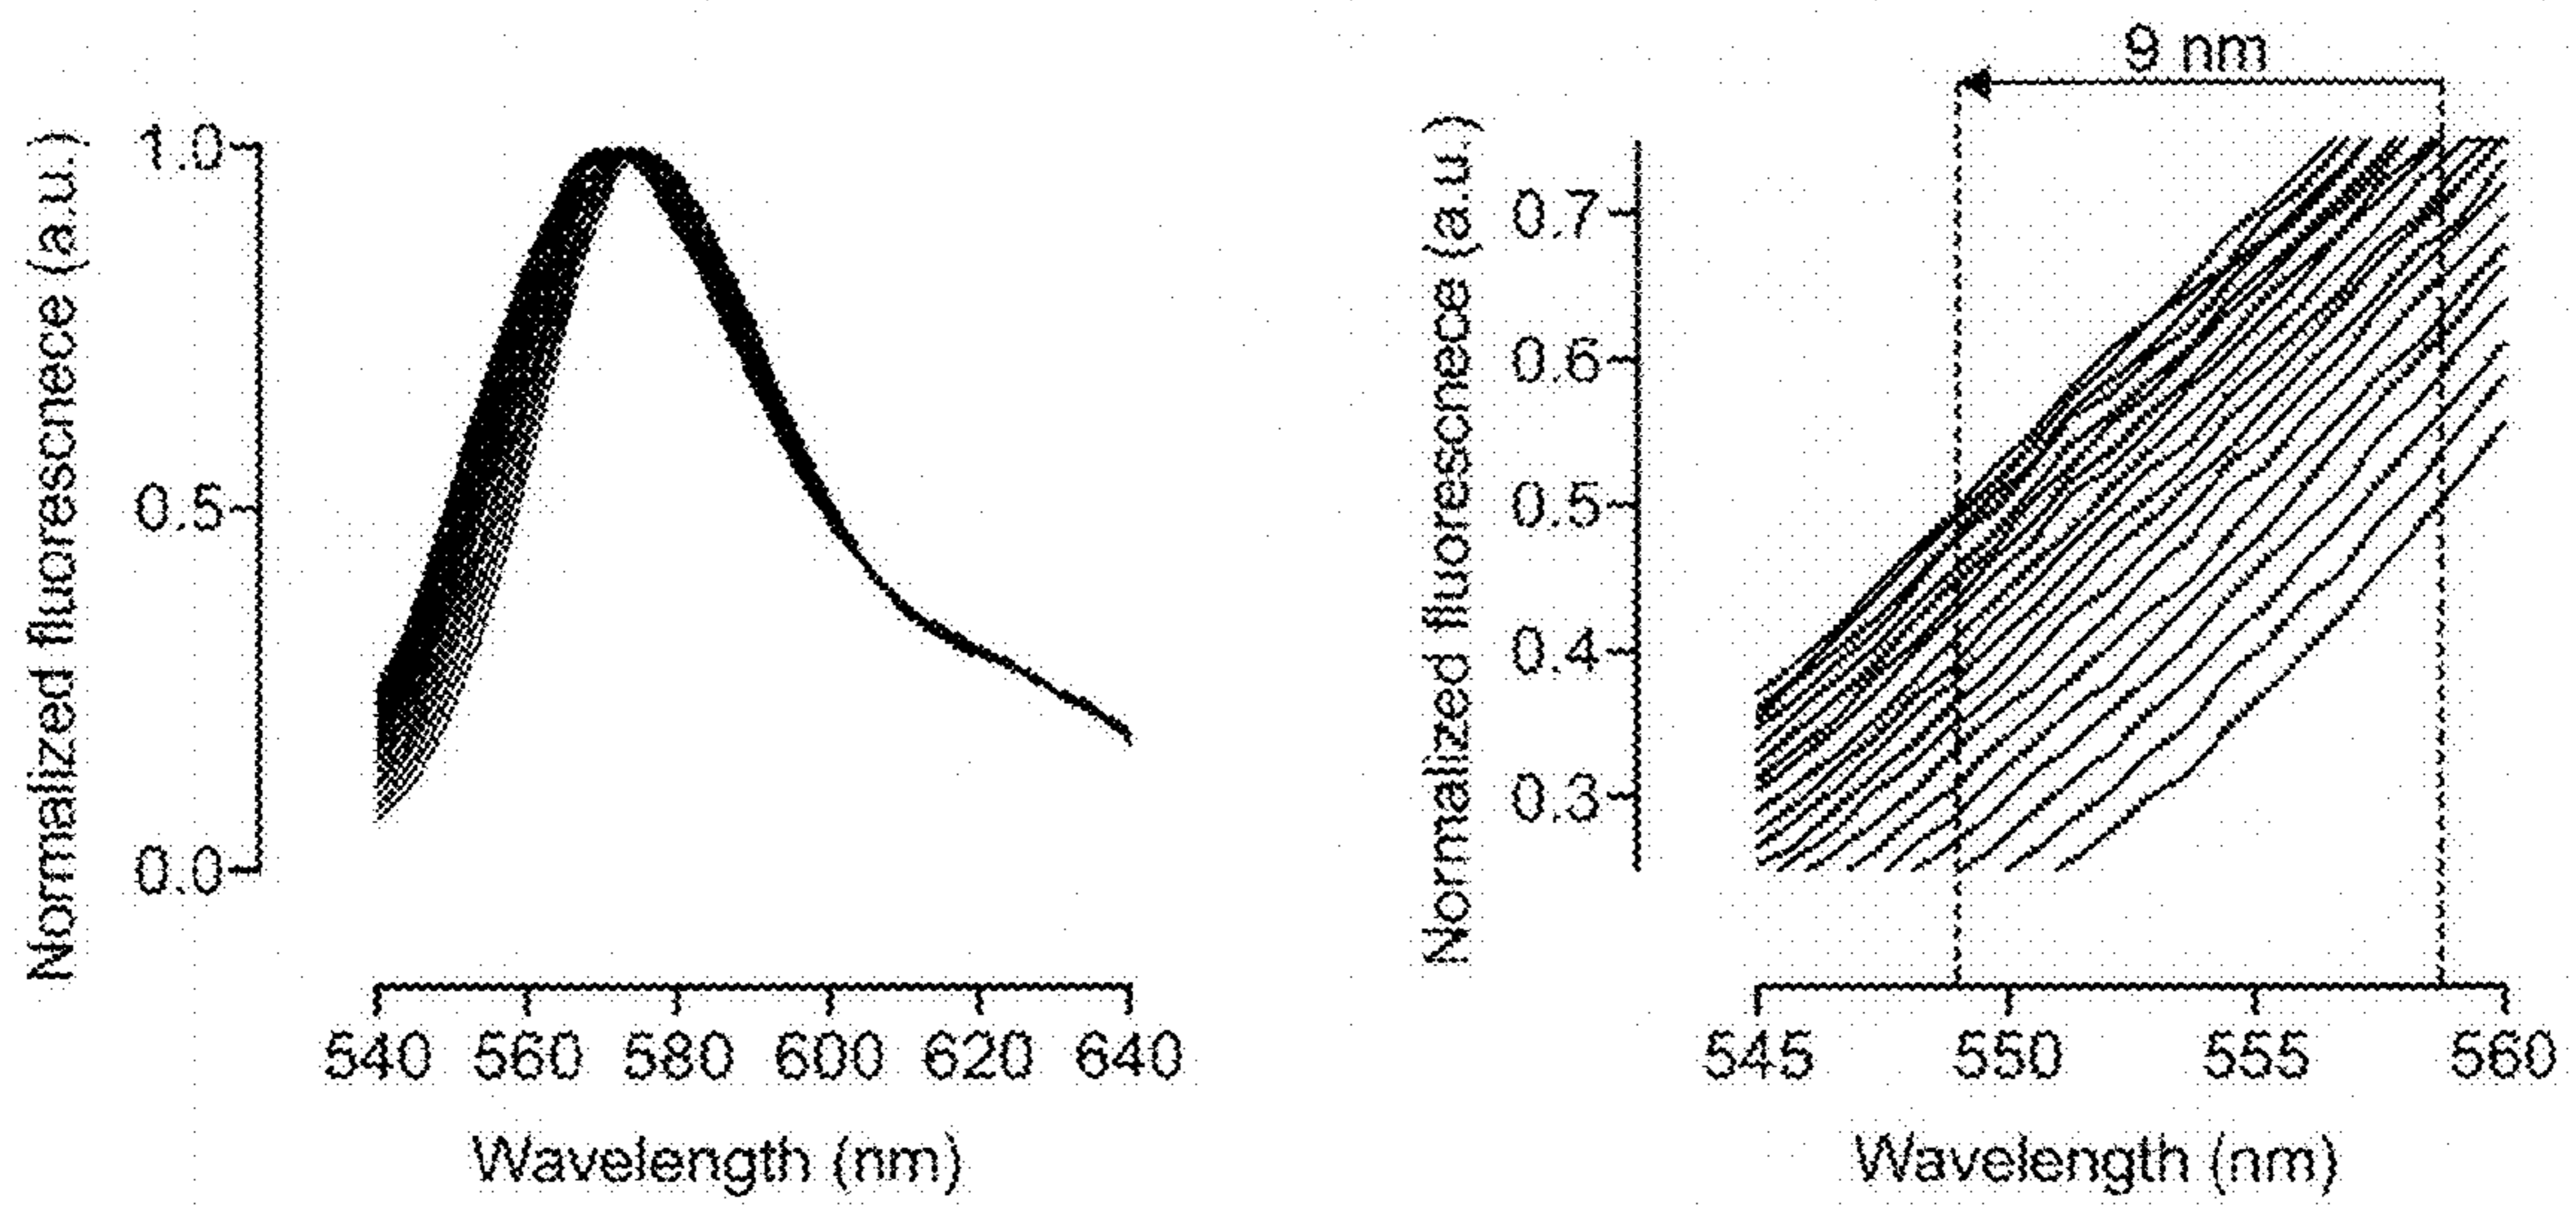 Normalized fluorescnece (a.u.)
1.0
0.5
0.0
540 560 580 600 620 640
Wavelength (nm)
9 nm
Normalized fluorescnece (a.u.)
0.7
0.6
0.5
0.4
0.3
545 550 555 560
Wavelength (nm)